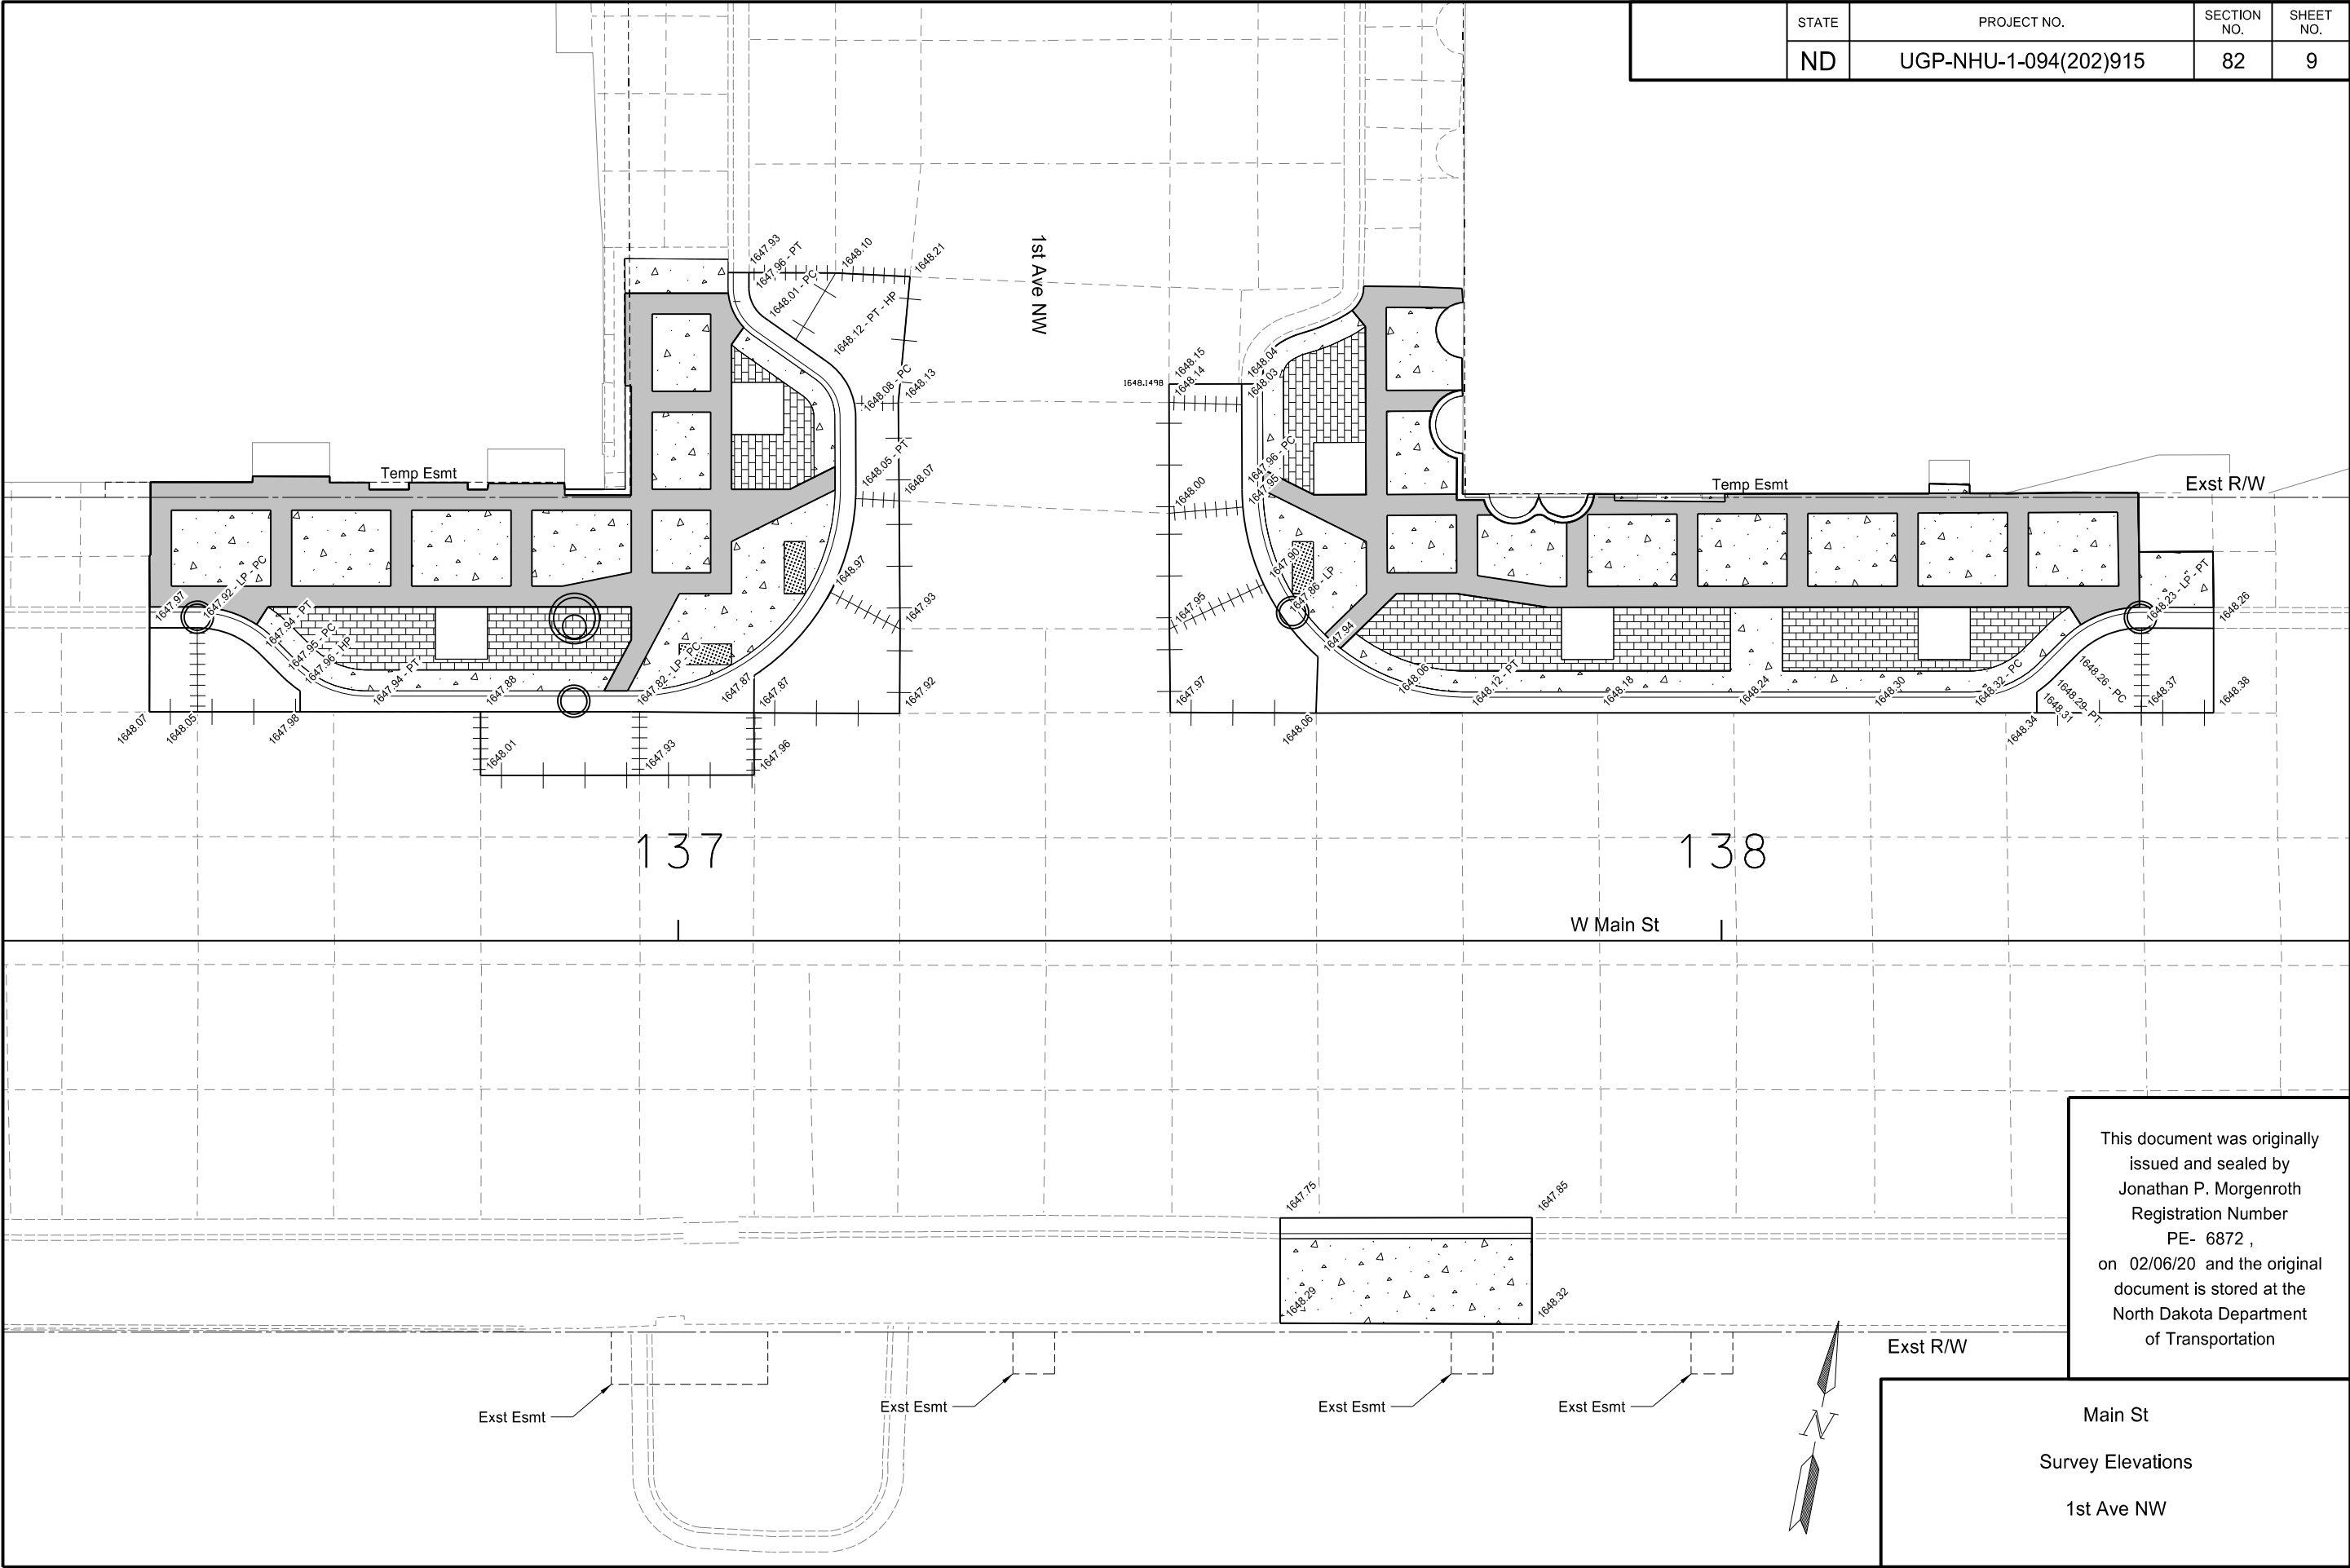 STATE
PROJECT NO.
SECTION
NO.
SHEET
NO.
ND
UGP-NHU-1-094(202)915
82
9
1647.93
1647.96 - PT
1648.10
1648.21
1648.01 - PC
1648.12 - PT - HP
1648.08 - PC
1648.13
1648.05 - PT
1648.07
1648.97
1647.93
1647.92
1st Ave NW
1648.1498
1648.15
1648.14
1648.04
1648.03
1647.96 - PC
1647.95
1648.00
1647.90
1647.86 - LP
1647.95
1647.94
1647.97
Temp Esmt
Temp Esmt
Exst R/W
1647.97
1647.92 - LP - PC
1647.94 - PT
1647.95 - PC
1647.96 - HP
1647.94 - PT
1647.88
1647.82 - LP - PC
1647.87
1647.87
1648.07
1648.05
1647.98
1648.01
1647.93
1647.96
1648.06
1648.06
1648.12 - PT
1648.18
1648.24
1648.30
1648.32 - PC
1648.23 - LP - PT
1648.26
1648.26 - PC
1648.29- PT
1648.31
1648.34
1648.37
1648.38
137
138
W Main St
1647.75
1647.85
1648.29
1648.32
Exst R/W
Exst Esmt
Exst Esmt
Exst Esmt
Exst Esmt
N
This document was originally
issued and sealed by
Jonathan P. Morgenroth
Registration Number
PE- 6872 ,
on 02/06/20 and the original
document is stored at the
North Dakota Department
of Transportation
Main St
Survey Elevations
1st Ave NW